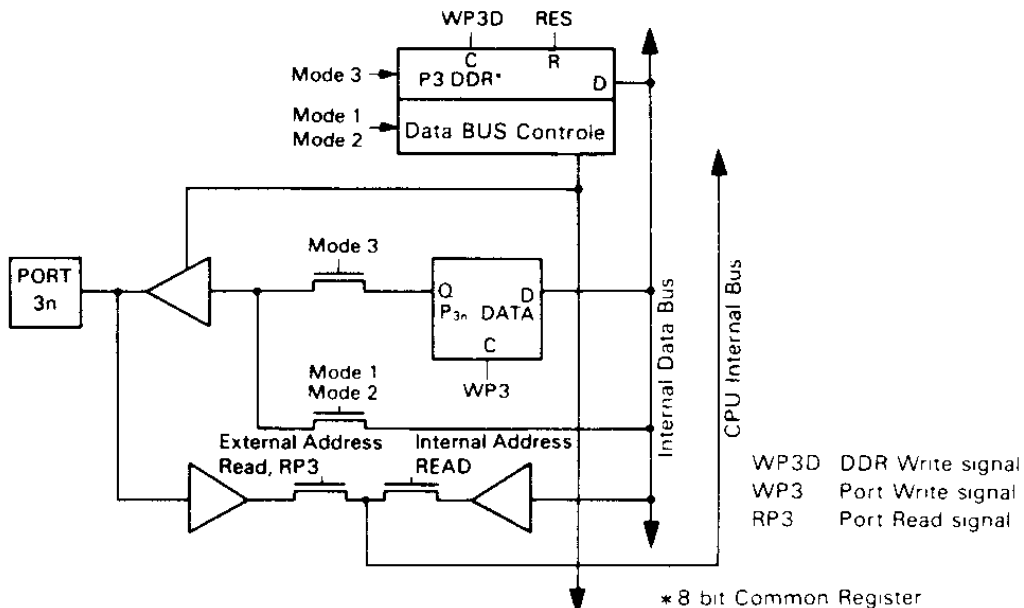 WP3D RES
C R
Mode 3 P3 DDR* D
Mode 1
Mode 2
Data BUS Controle
Mode 3
PORT
3n
Q D
P3n DATA
C
WP3
Mode 1
Mode 2
External Address
Read, RP3
Internal Address
READ
Internal Data Bus
CPU Internal Bus
WP3D DDR Write signal
WP3 Port Write signal
RP3 Port Read signal
* 8 bit Common Register